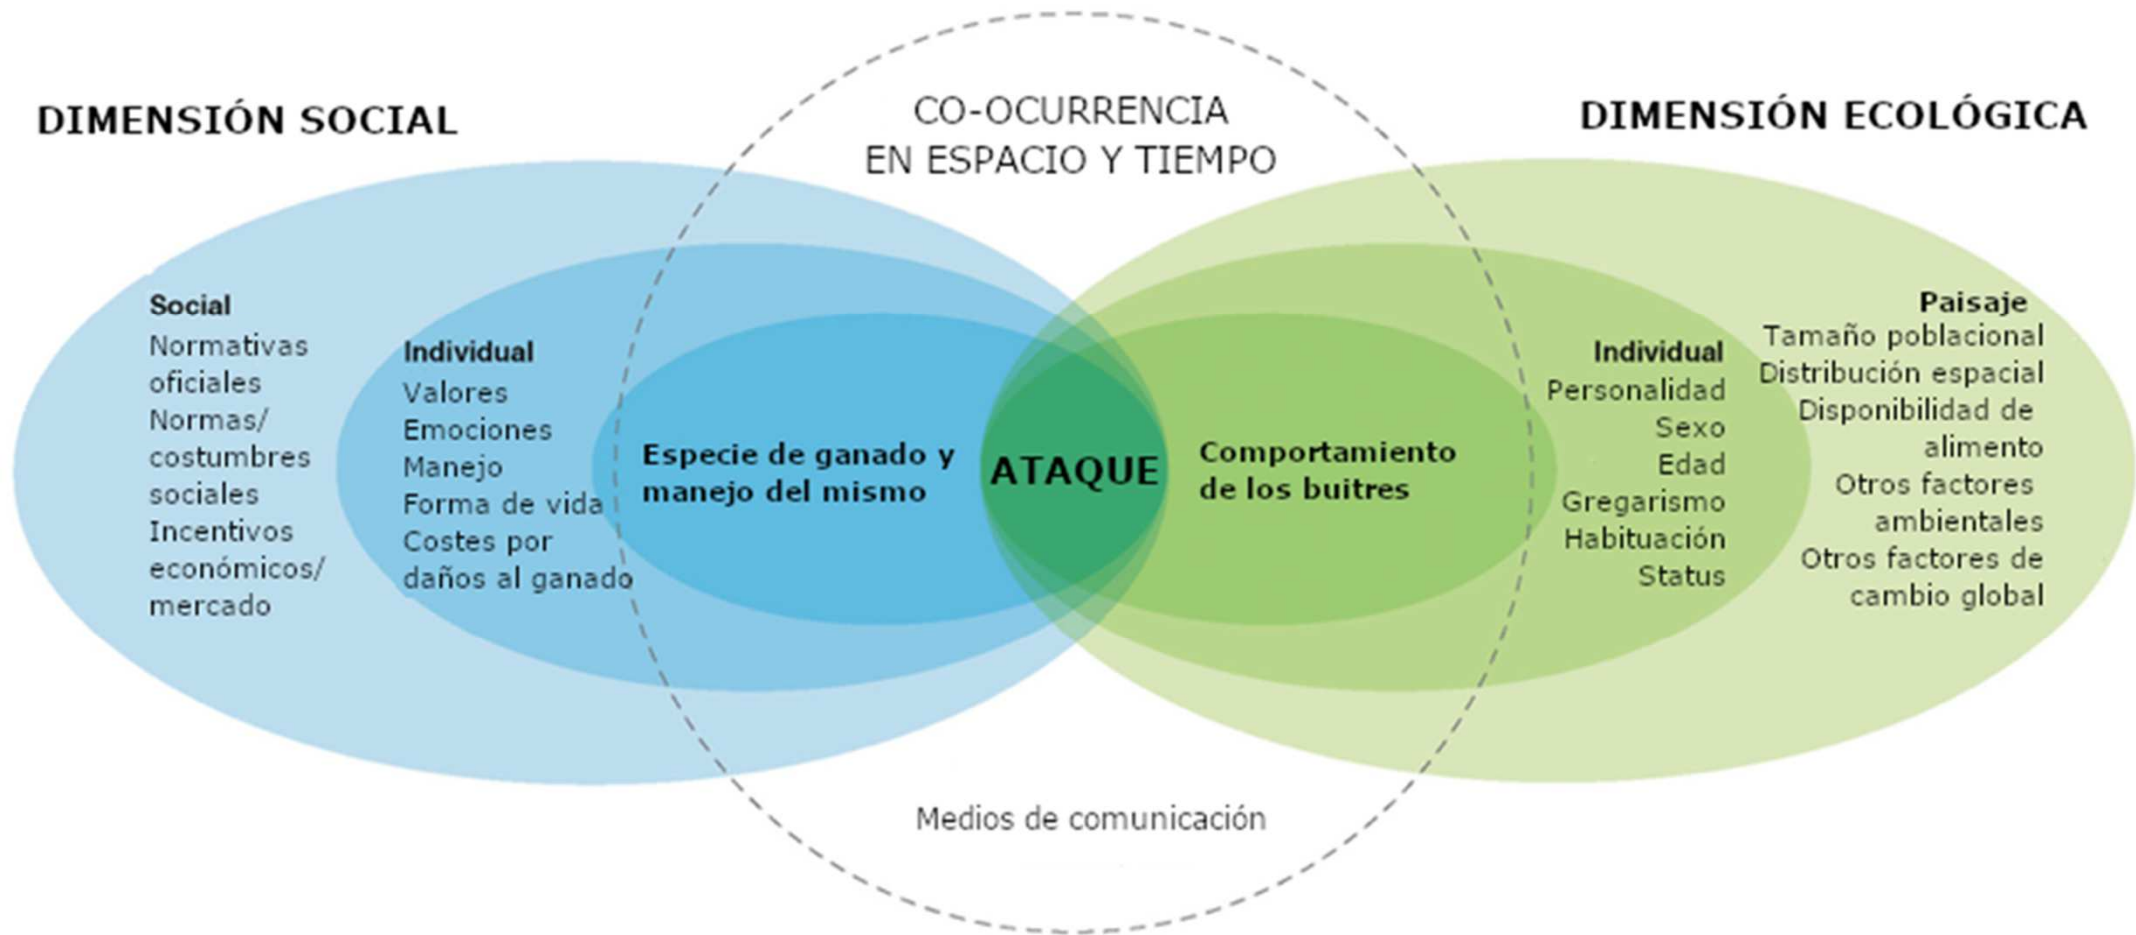 DIMENSIÓN SOCIAL
CO-OCURRENCIA
EN ESPACIO Y TIEMPO
DIMENSIÓN ECOLÓGICA
Social
Normativas
oficiales
Normas/
costumbres
sociales
Incentivos
económicos/
mercado
Individual
Valores
Emociones
Manejo
Forma de vida
Costes por
daños al ganado
Especie de ganado y
manejo del mismo
ATAQUE
Comportamiento
de los buitres
Individual
Personalidad
Sexo
Edad
Gregarismo
Habituación
Status
Paisaje
Tamaño poblacional
Distribución espacial
Disponibilidad de
alimento
Otros factores
ambientales
Otros factores de
cambio global
Medios de comunicación